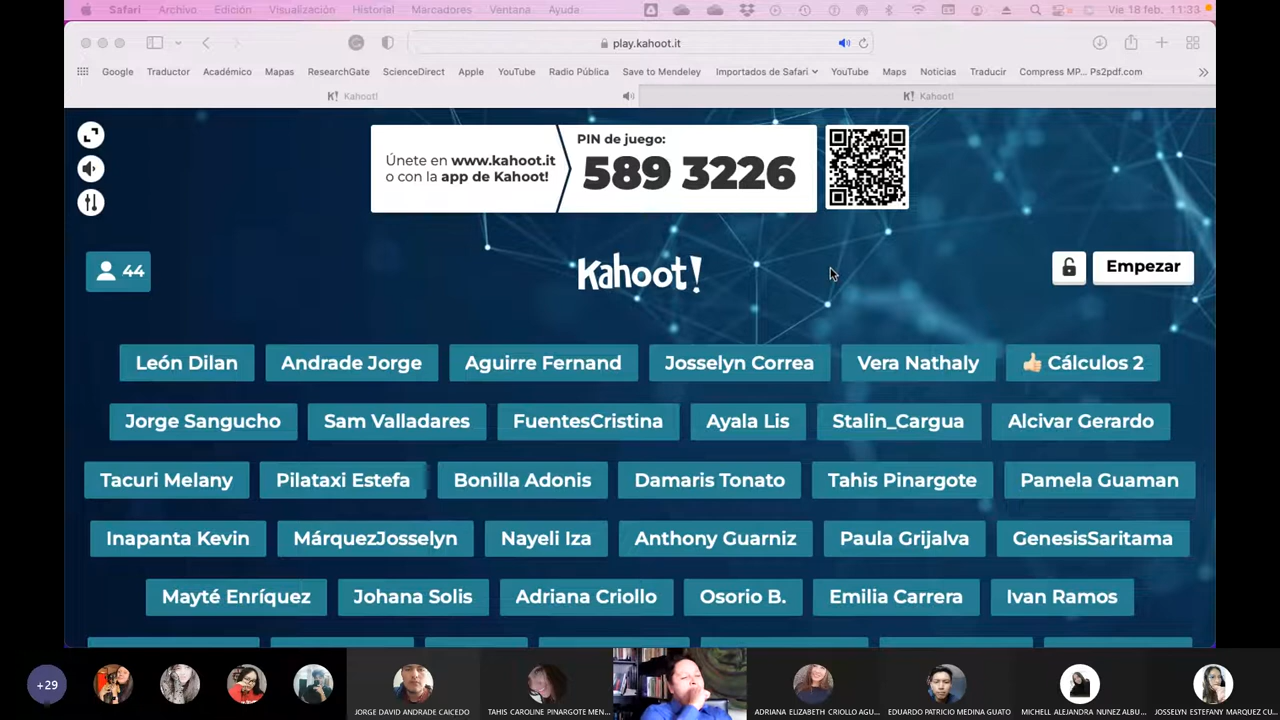 Safari Archivo Edición Visualización Historial Marcadores Ventana Ayuda Vie 18 feb. 11:33
play.kahoot.it
Google Traductor Académico Mapas ResearchGate ScienceDirect Apple YouTube Radio Pública Save to Mendeley Importados de Safari YouTube Maps Noticias Traducir Compress MP... Ps2pdf.com
K! Kahoot! K! Kahoot!
Únete en www.kahoot.it
o con la app de Kahoot!
PIN de juego:
589 3226
44
Kahoot!
Empezar
León Dilan Andrade Jorge Aguirre Fernand Josselyn Correa Vera Nathaly 👍🏻 Cálculos 2
Jorge Sangucho Sam Valladares FuentesCristina Ayala Lis Stalin_Cargua Alcivar Gerardo
Tacuri Melany Pilataxi Estefa Bonilla Adonis Damaris Tonato Tahis Pinargote Pamela Guaman
Inapanta Kevin MárquezJosselyn Nayeli Iza Anthony Guarniz Paula Grijalva GenesisSaritama
Mayté Enríquez Johana Solis Adriana Criollo Osorio B. Emilia Carrera Ivan Ramos
+29
JORGE DAVID ANDRADE CAICEDO TAHIS CAROLINE PINARGOTE MEN... ADRIANA ELIZABETH CRIOLLO AGU... EDUARDO PATRICIO MEDINA GUATO MICHELL ALEJANDRA NUNEZ ALBU... JOSSELYN ESTEFANY MARQUEZ CU...